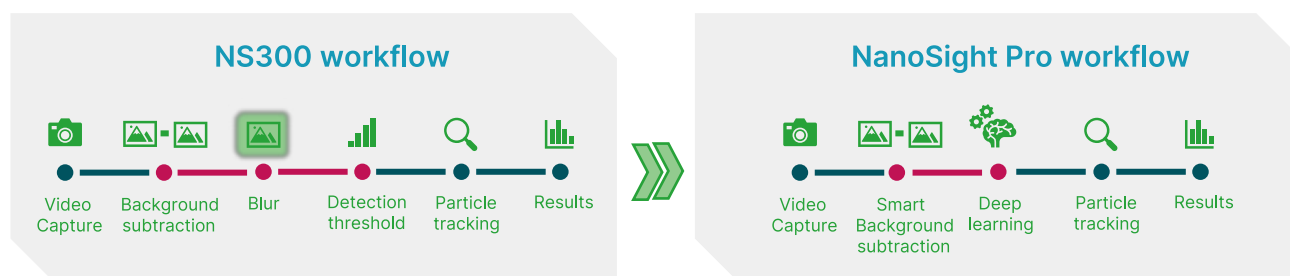 NS300 workflow
Video
Capture
Background
subtraction
Blur
Detection
threshold
Particle
tracking
Results
NanoSight Pro workflow
Video
Capture
Smart
Background
subtraction
Deep
learning
Particle
tracking
Results